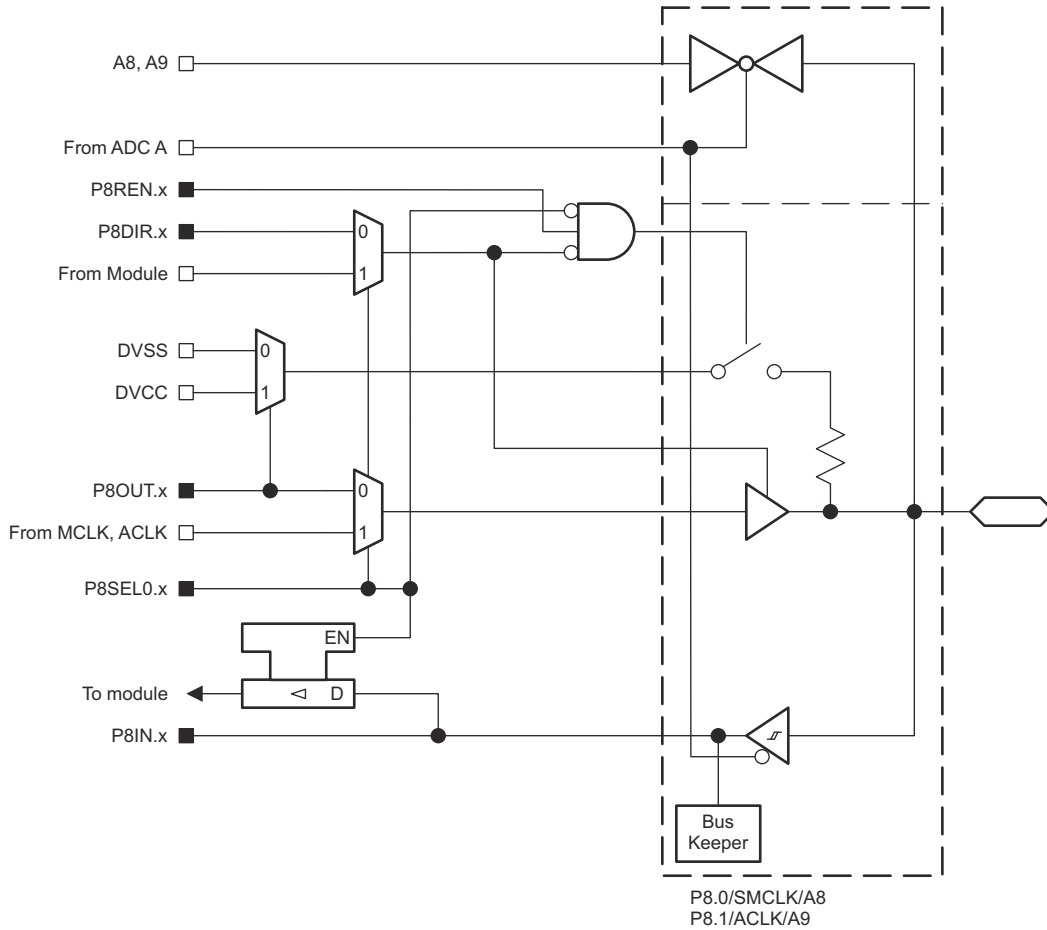 A8, A9
From ADC A
P8REN.x
P8DIR.x
0
From Module
1
DVSS
0
DVCC
1
P8OUT.x
0
From MCLK, ACLK
1
P8SEL0.x
EN
To module
D
P8IN.x
Bus
Keeper
P8.0/SMCLK/A8
P8.1/ACLK/A9